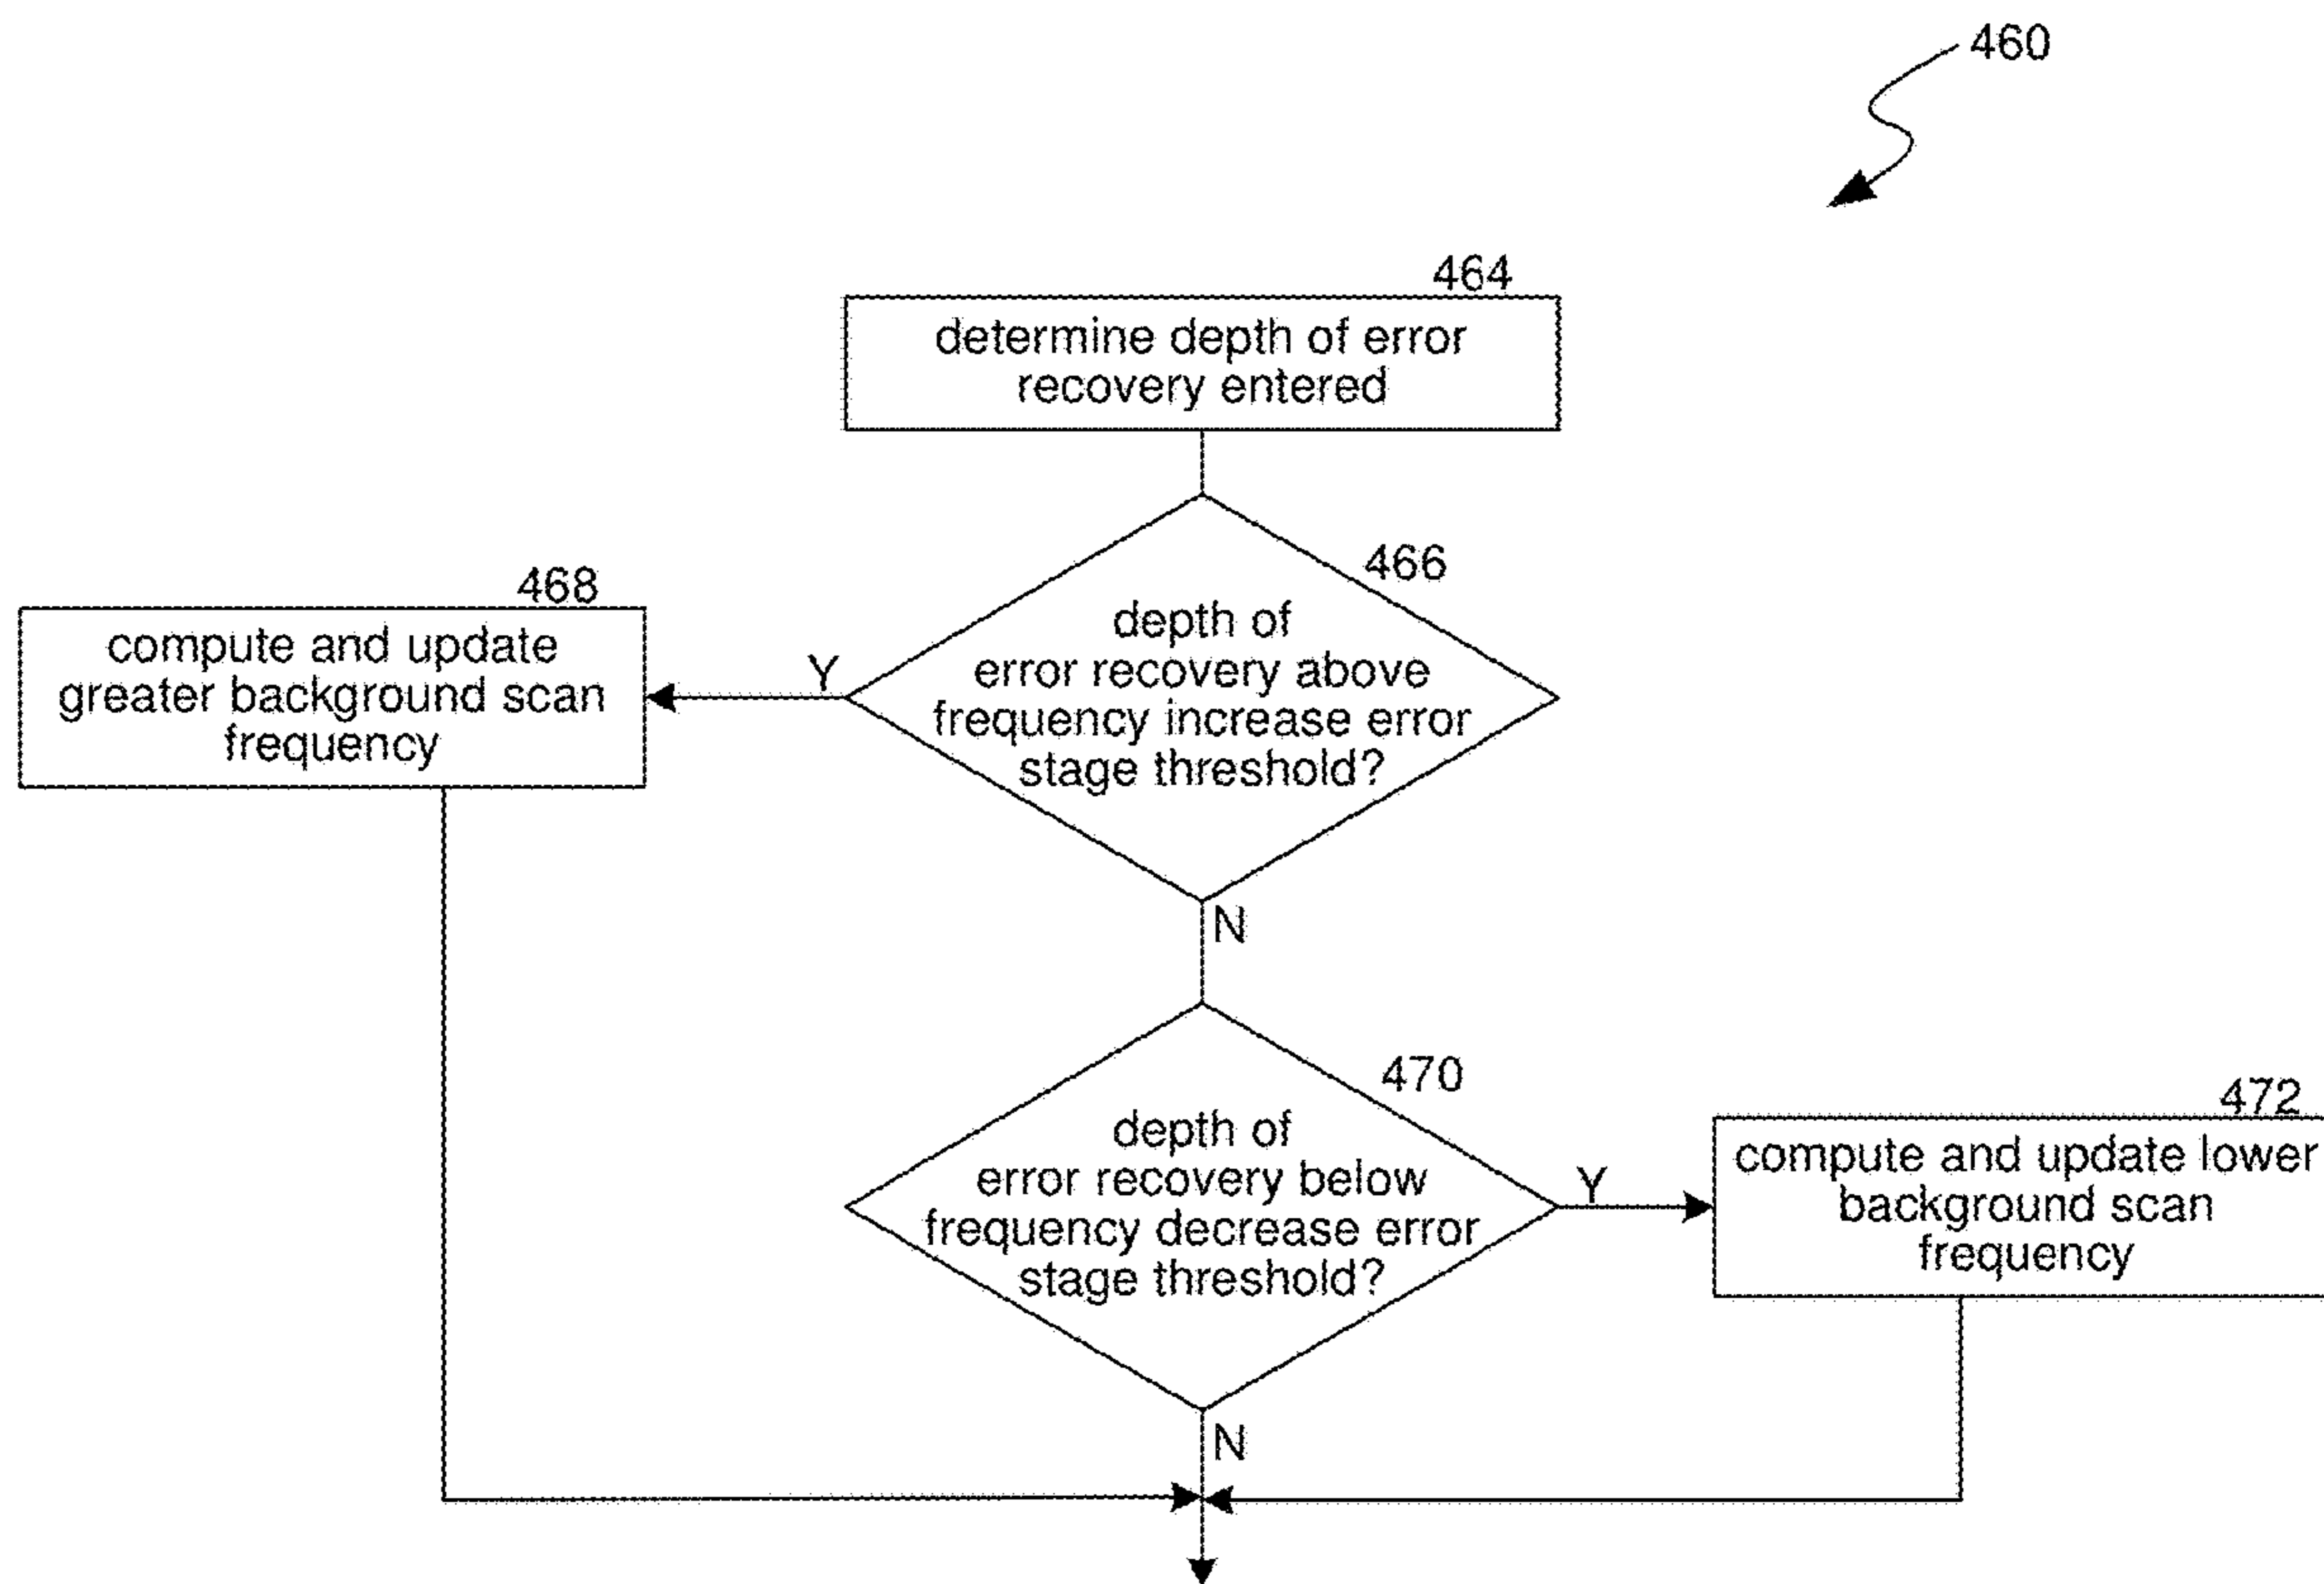 460
464
determine depth of error
recovery entered
466
depth of
error recovery above
frequency increase error
stage threshold?
Y
468
compute and update
greater background scan
frequency
N
470
depth of
error recovery below
frequency decrease error
stage threshold?
Y
472
compute and update lower
background scan
frequency
N